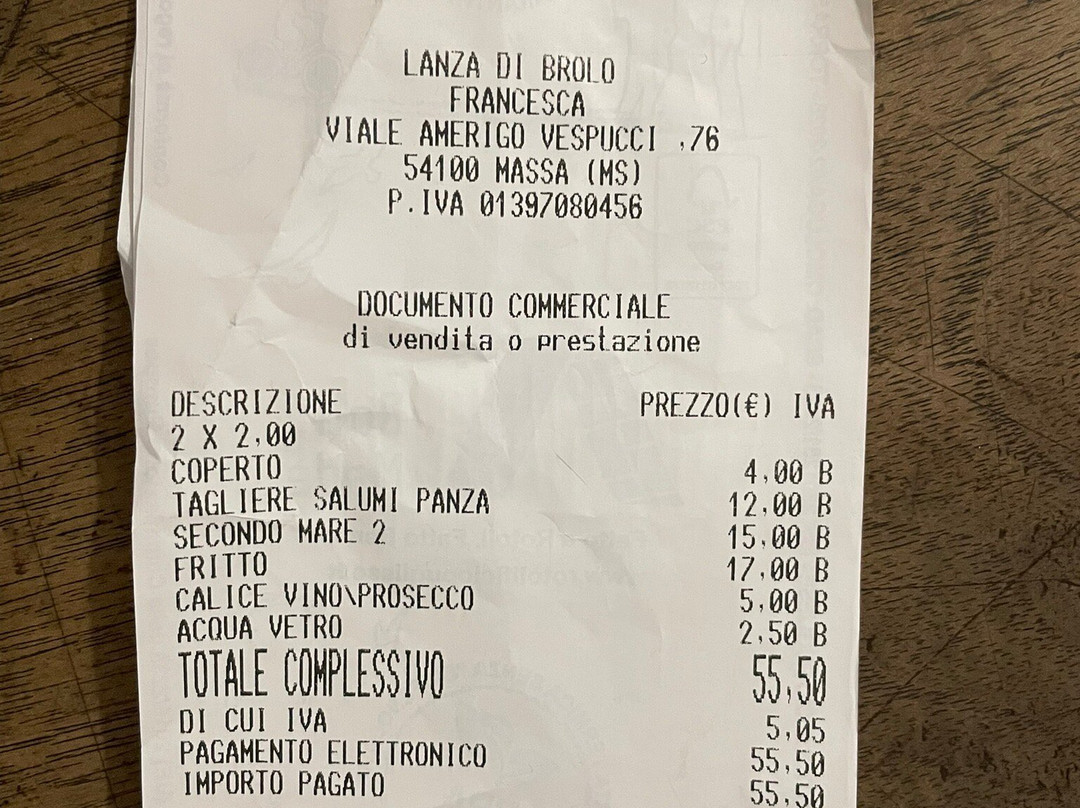 LANZA DI BROLO
FRANCESCA
VIALE AMERIGO VESPUCCI ,76
54100 MASSA (MS)
P.IVA 01397080456
DOCUMENTO COMMERCIALE
di vendita o prestazione
DESCRIZIONE PREZZO(€) IVA
2 X 2,00
COPERTO 4,00 B
TAGLIERE SALUMI PANZA 12,00 B
SECONDO MARE 2 15,00 B
FRITTO 17,00 B
CALICE VINO\PROSECCO 5,00 B
ACQUA VETRO 2,50 B
TOTALE COMPLESSIVO 55,50
DI CUI IVA 5,05
PAGAMENTO ELETTRONICO 55,50
IMPORTO PAGATO 55,50